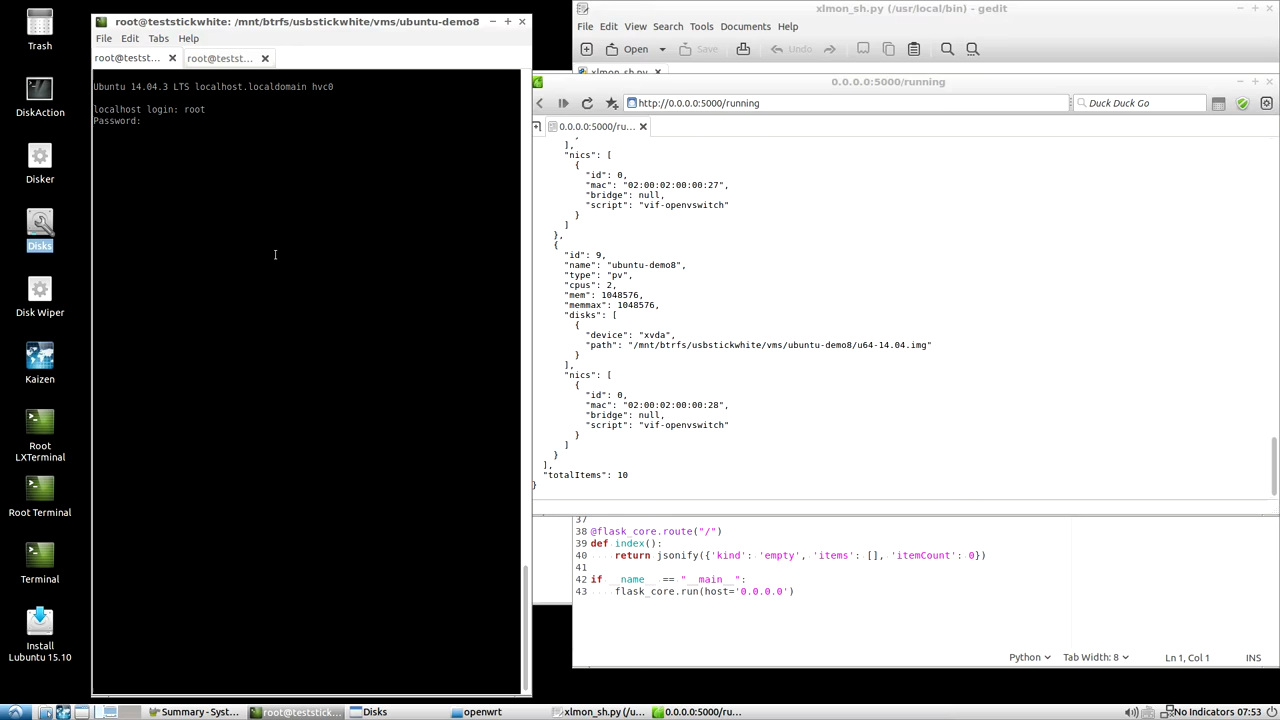 Trash
DiskAction
Disker
Disks
Disk Wiper
Kaizen
Root
LXTerminal
Root Terminal
Terminal
Install
Lubuntu 15.10
root@teststickwhite: /mnt/btrfs/usbstickwhite/vms/ubuntu-demo8
File Edit Tabs Help
root@testst... root@testst...
Ubuntu 14.04.3 LTS localhost.localdomain hvc0
localhost login: root
Password:
xlmon_sh.py (/usr/local/bin) - gedit
File Edit View Search Tools Documents Help
Open Save Undo
xlmon_sh.py
0.0.0.0:5000/running
http://0.0.0.0:5000/running Duck Duck Go
0.0.0.0:5000/ru...
],
"nics": [
{
"id": 0,
"mac": "02:00:02:00:00:27",
"bridge": null,
"script": "vif-openvswitch"
}
]
},
{
"id": 9,
"name": "ubuntu-demo8",
"type": "pv",
"cpus": 2,
"mem": 1048576,
"memmax": 1048576,
"disks": [
{
"device": "xvda",
"path": "/mnt/btrfs/usbstickwhite/vms/ubuntu-demo8/u64-14.04.img"
}
],
"nics": [
{
"id": 0,
"mac": "02:00:02:00:00:28",
"bridge": null,
"script": "vif-openvswitch"
}
]
}
],
"totalItems": 10
}
37
38 @flask_core.route("/")
39 def index():
40 return jsonify({'kind': 'empty', 'items': [], 'itemCount': 0})
41
42 if __name__ == "__main__":
43 flask_core.run(host='0.0.0.0')
Python Tab Width: 8 Ln 1, Col 1 INS
Summary - Syst... root@teststick... Disks openwrt xlmon_sh.py (/u... 0.0.0.0:5000/ru... No Indicators 07:53